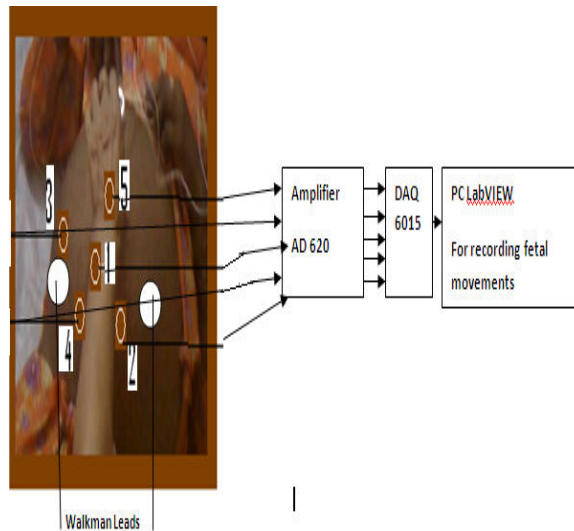 5
3
1
4
2
Amplifier
AD 620
DAQ
6015
PC LabVIEW
For recording fetal
movements
Walkman Leads